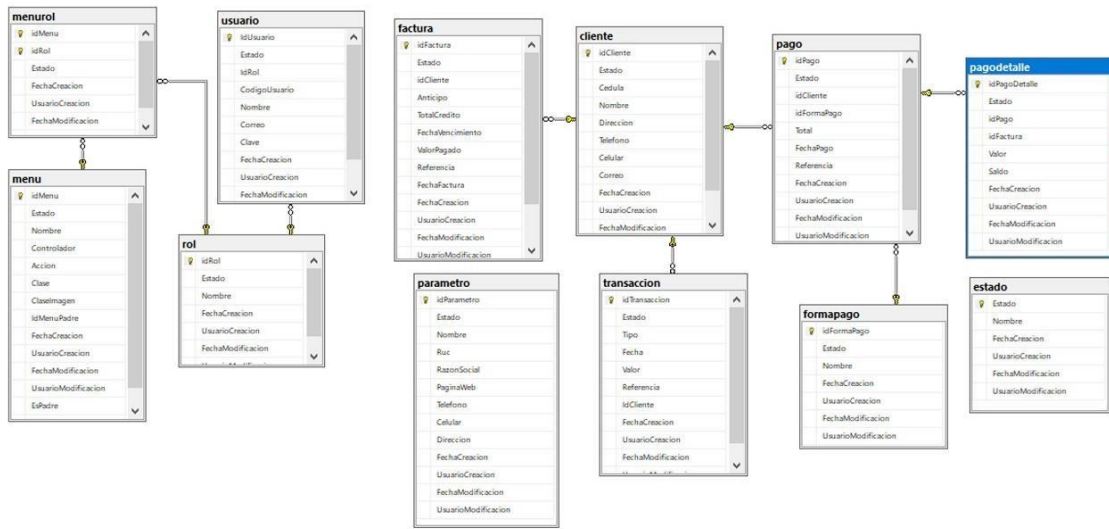 menurol
idMenu
idRol
Estado
FechaCreacion
UsuarioCreacion
FechaModificacion
usuario
IdUsuario
Estado
IdRol
CodigoUsuario
Nombre
Correo
Clave
FechaCreacion
UsuarioCreacion
FechaModificacion
factura
idFactura
Estado
idCliente
Anticipo
TotalCredito
FechaVencimiento
ValorPagado
Referencia
FechaFactura
FechaCreacion
UsuarioCreacion
FechaModificacion
UsuarioModificacion
cliente
idCliente
Estado
Cedula
Nombre
Direccion
Telefono
Celular
Correo
FechaCreacion
UsuarioCreacion
FechaModificacion
pago
idPago
Estado
idCliente
idFormaPago
Total
FechaPago
Referencia
FechaCreacion
UsuarioCreacion
FechaModificacion
UsuarioModificacion
pagodetalle
idPagoDetalle
Estado
idPago
idFactura
Valor
Saldo
FechaCreacion
UsuarioCreacion
FechaModificacion
UsuarioModificacion
menu
idMenu
Estado
Nombre
Controlador
Accion
Clase
ClaseImagen
IdMenuPadre
FechaCreacion
UsuarioCreacion
FechaModificacion
UsuarioModificacion
EsPadre
rol
idRol
Estado
Nombre
FechaCreacion
UsuarioCreacion
FechaModificacion
UsuarioModificacion
parametro
idParametro
Estado
Nombre
Ruc
RazonSocial
PaginaWeb
Telefono
Celular
Direccion
FechaCreacion
UsuarioCreacion
FechaModificacion
UsuarioModificacion
transaccion
idTransaccion
Estado
Tipo
Fecha
Valor
Referencia
IdCliente
FechaCreacion
UsuarioCreacion
FechaModificacion
UsuarioModificacion
formapago
idFormaPago
Estado
Nombre
FechaCreacion
UsuarioCreacion
FechaModificacion
UsuarioModificacion
estado
Estado
Nombre
FechaCreacion
UsuarioCreacion
FechaModificacion
UsuarioModificacion